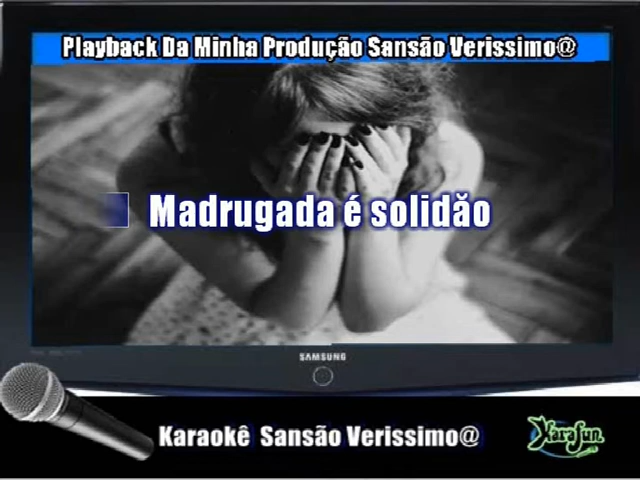 Playback Da Minha Produção Sansão Verissimo@
Madrugada é solidão
SAMSUNG
Karaokê Sansão Verissimo@
KaraFun